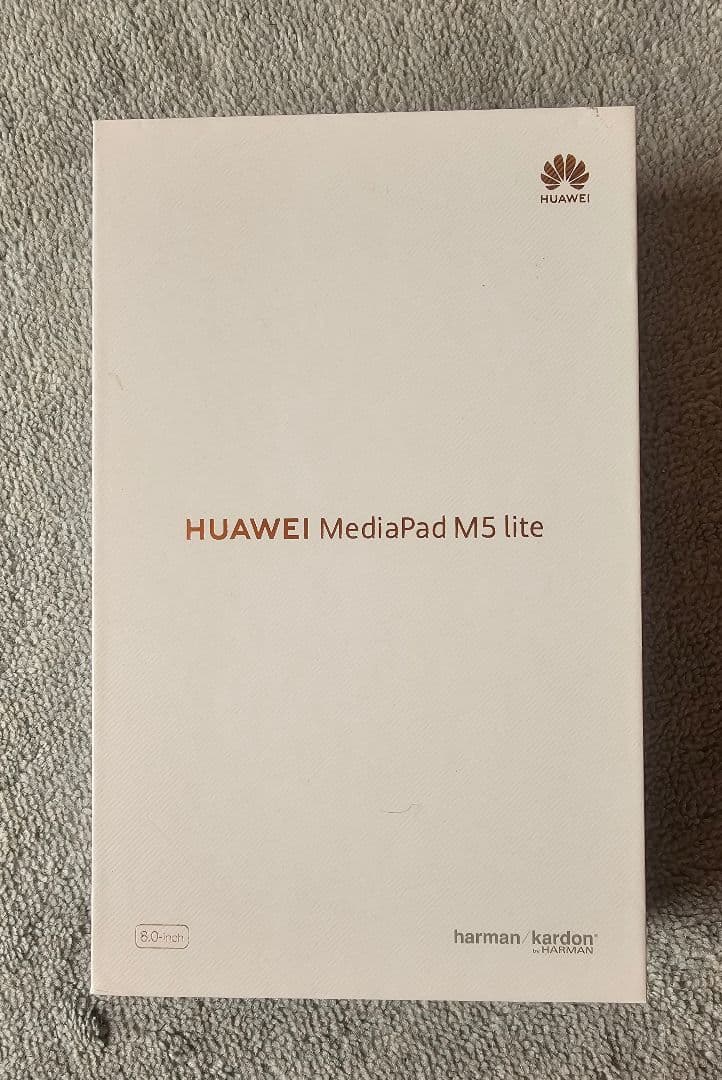 HUAWEI
HUAWEI MediaPad M5 lite
8.0-inch
harman/kardon®
by HARMAN